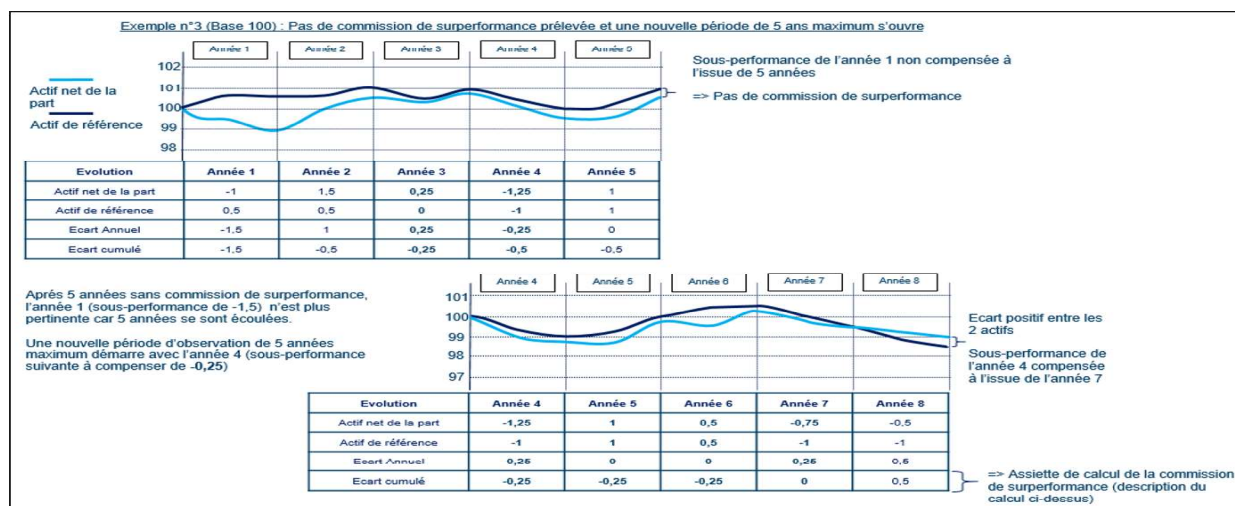 Exemple n°3 (Base 100) : Pas de commission de surperformance prélevée et une nouvelle période de 5 ans maximum s'ouvre
Année 1 Année 2 Année 3 Année 4 Année 5
102
101
100
99
98
Actif net de la
part
Actif de référence
Sous-performance de l'année 1 non compensée à
l'issue de 5 années
=> Pas de commission de surperformance
Evolution Année 1 Année 2 Année 3 Année 4 Année 5
Actif net de la part -1 1,5 0,25 -1,25 1
Actif de référence 0,5 0,5 0 -1 1
Ecart Annuel -1,5 1 0,25 -0,25 0
Ecart cumulé -1,5 -0,5 -0,25 -0,5 -0,5
Aprés 5 années sans commission de surperformance,
l'année 1 (sous-performance de -1,5) n'est plus
pertinente car 5 années se sont écoulées.
Une nouvelle période d'observation de 5 années
maximum démarre avec l'année 4 (sous-performance
suivante à compenser de -0,25)
Année 4 Année 5 Année 6 Année 7 Année 8
101
100
99
98
97
Ecart positif entre les
2 actifs
Sous-performance de
l'année 4 compensée
à l'issue de l'année 7
Evolution Année 4 Année 5 Année 6 Année 7 Année 8
Actif net de la part -1,25 1 0,5 -0,75 -0,5
Actif de référence -1 1 0,5 -1 -1
Ecart Annuel 0,25 0 0 0,25 0,5
Ecart cumulé -0,25 -0,25 -0,25 0 0,5
=> Assiette de calcul de la commission
de surperformance (description du
calcul ci-dessus)